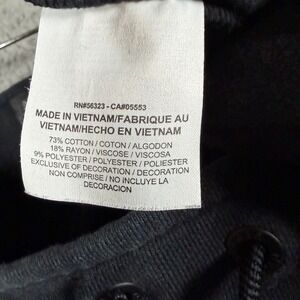 RN#56323 - CA#05553
MADE IN VIETNAM/FABRIQUE AU
VIETNAM/HECHO EN VIETNAM
73% COTTON / COTON / ALGODON
18% RAYON / VISCOSE / VISCOSA
9% POLYESTER / POLYESTER / POLIESTER
EXCLUSIVE OF DECORATION / DECORATION
NON COMPRISE / NO INCLUYE LA
DECORACION